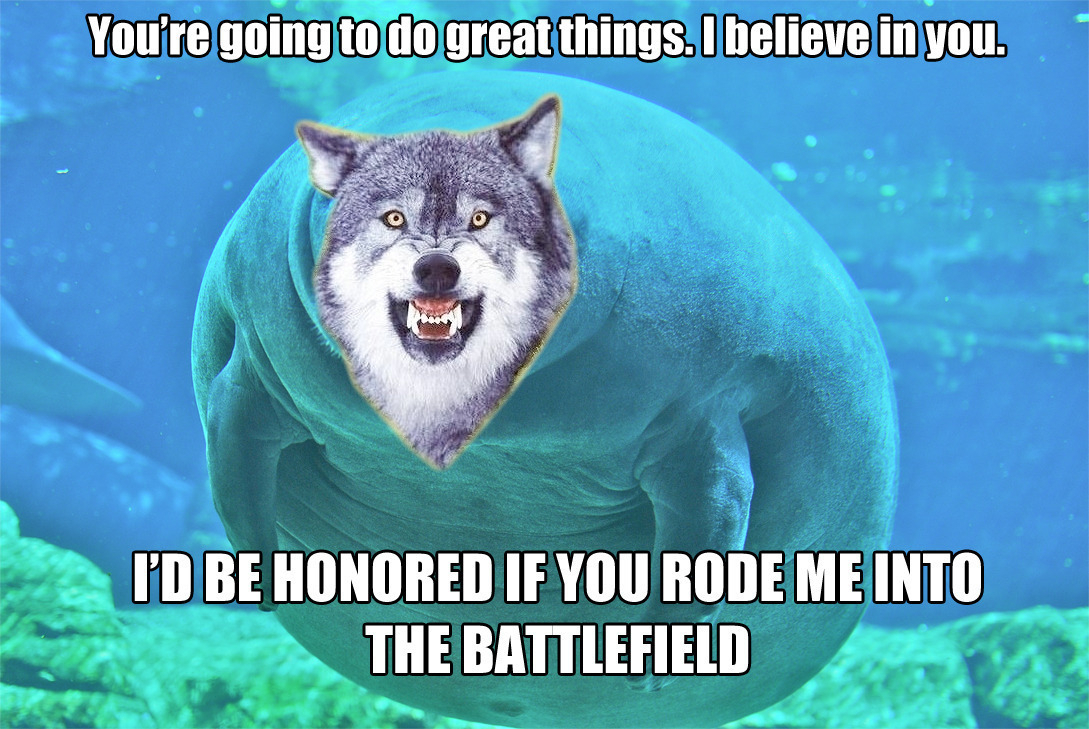 You're going to do great things. I believe in you.
I'D BE HONORED IF YOU RODE ME INTO
THE BATTLEFIELD